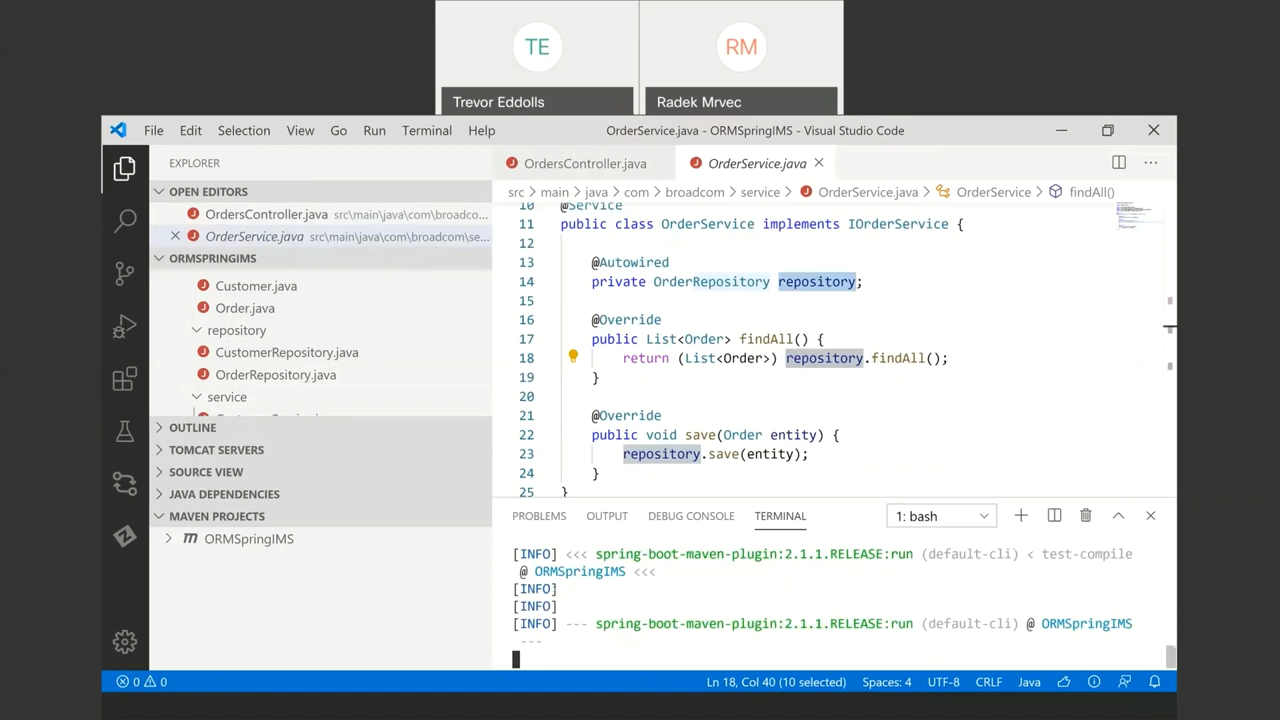 TE
RM
Trevor Eddolls
Radek Mrvec
File Edit Selection View Go Run Terminal Help
OrderService.java - ORMSpringIMS - Visual Studio Code
EXPLORER
OPEN EDITORS
OrdersController.java src\main\java\com\broadco...
OrderService.java src\main\java\com\broadcom\se...
ORMSPRINGIMS
Customer.java
Order.java
repository
CustomerRepository.java
OrderRepository.java
service
OUTLINE
TOMCAT SERVERS
SOURCE VIEW
JAVA DEPENDENCIES
MAVEN PROJECTS
ORMSpringIMS
OrdersController.java
OrderService.java
src > main > java > com > broadcom > service > OrderService.java > OrderService > findAll()
10 @Service
11 public class OrderService implements IOrderService {
12
13 @Autowired
14 private OrderRepository repository;
15
16 @Override
17 public List<Order> findAll() {
18 return (List<Order>) repository.findAll();
19 }
20
21 @Override
22 public void save(Order entity) {
23 repository.save(entity);
24 }
25 }
PROBLEMS OUTPUT DEBUG CONSOLE TERMINAL
1: bash
[INFO] <<< spring-boot-maven-plugin:2.1.1.RELEASE:run (default-cli) < test-compile
@ ORMSpringIMS <<<
[INFO]
[INFO]
[INFO] --- spring-boot-maven-plugin:2.1.1.RELEASE:run (default-cli) @ ORMSpringIMS
---
0 0
Ln 18, Col 40 (10 selected) Spaces: 4 UTF-8 CRLF Java